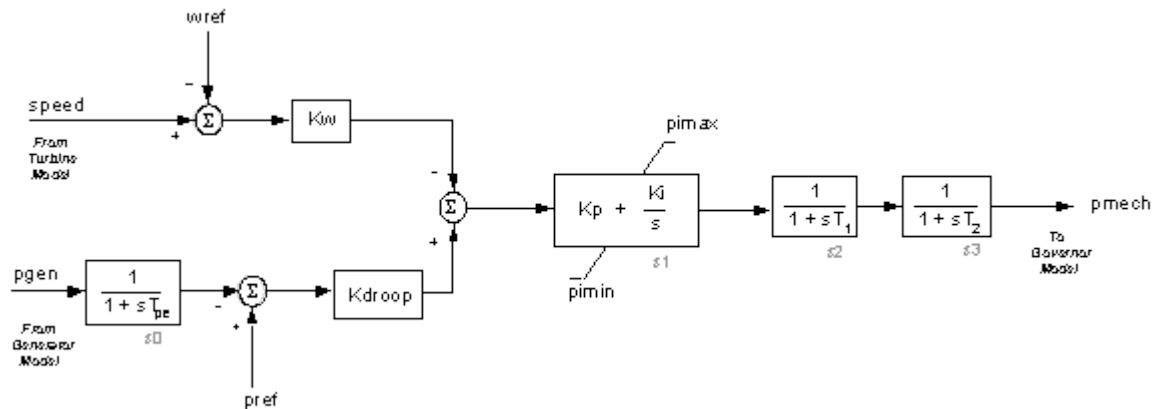 wref
speed
From
Turbine
Model
-
+
Σ
Kw
pimax
-
Σ
+
Kp + Ki
s
s1
pimin
1
1 + sT1
s2
1
1 + sT2
s3
pmech
To
Governor
Model
pgen
From
Generator
Model
1
1 + sTpe
s0
-
Σ
+
Kdroop
pref